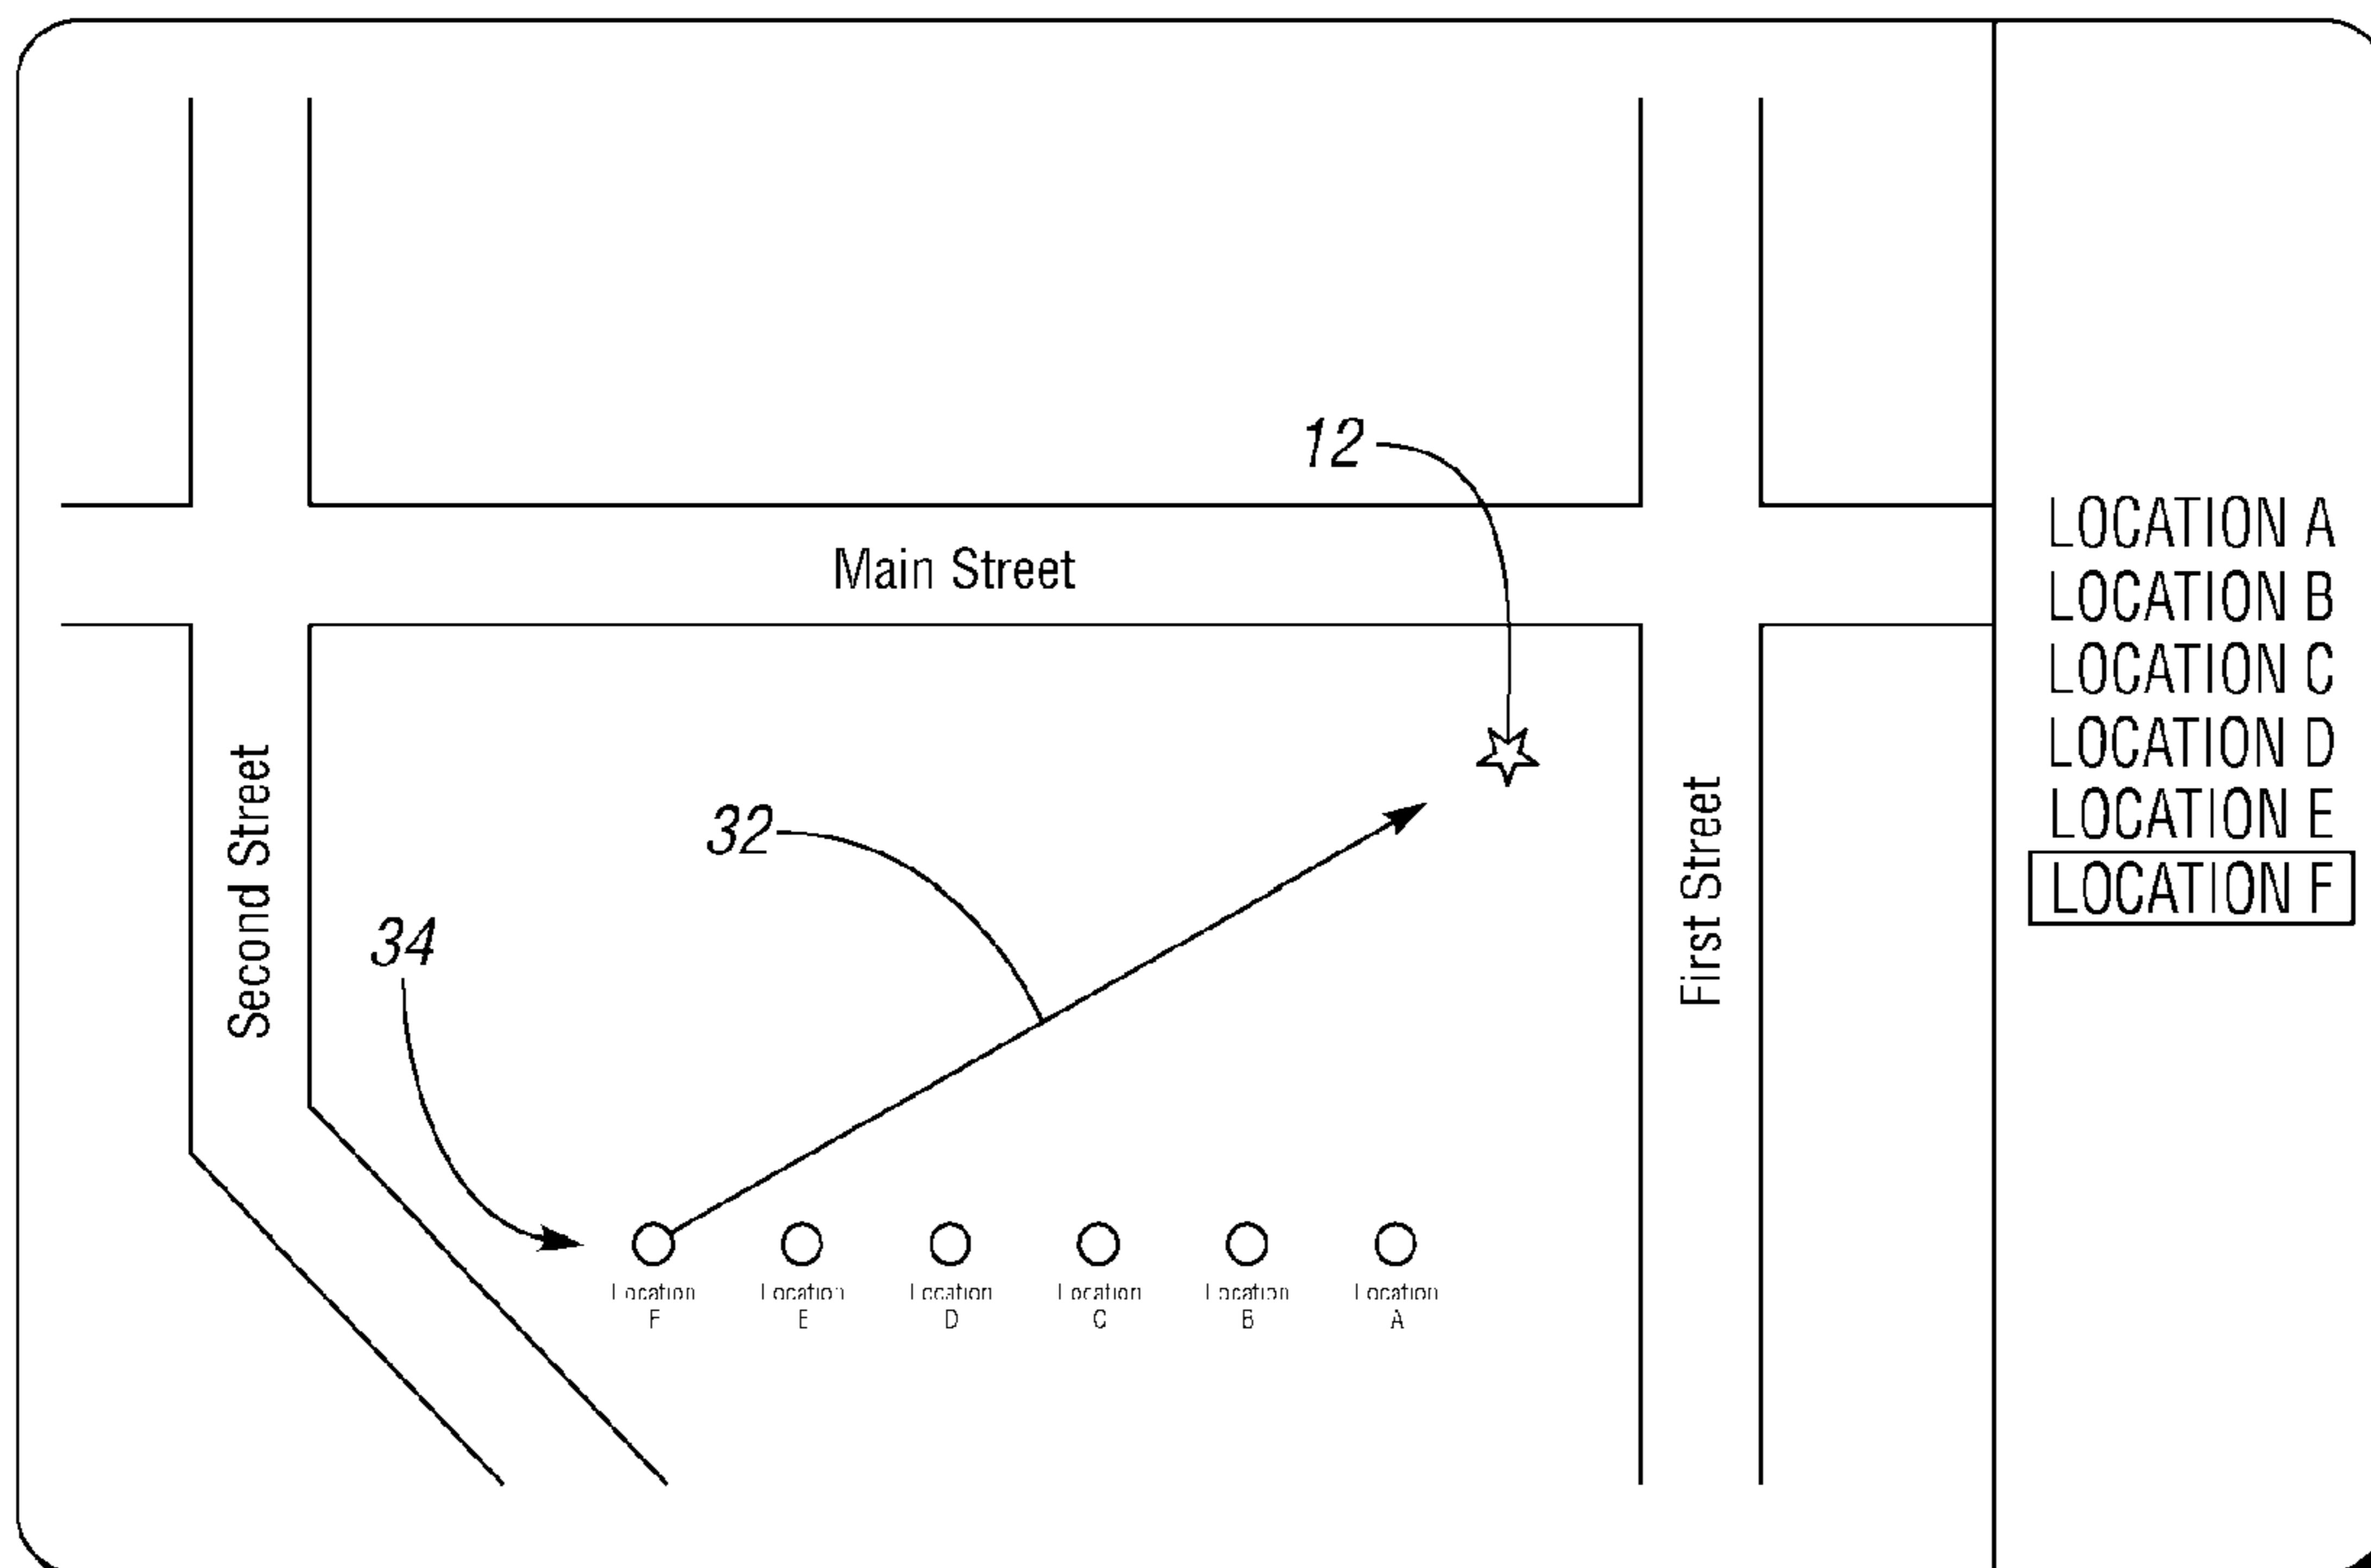 12
Main Street
LOCATION A
LOCATION B
LOCATION C
LOCATION D
LOCATION E
LOCATION F
Second Street
First Street
32
34
Location
F
Location
E
Location
D
Location
C
Location
B
Location
A